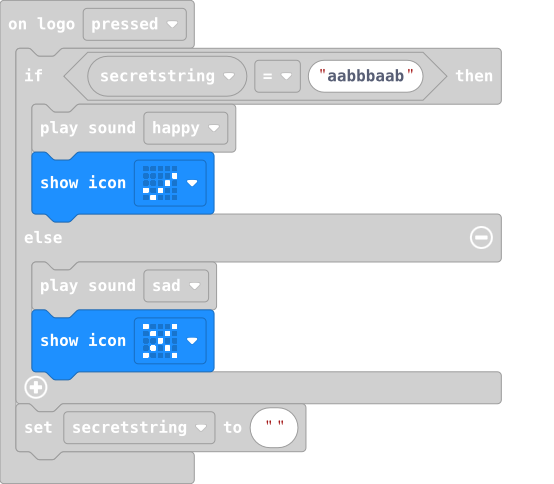 on logo pressed
if secretstring = "aabbbaab" then
play sound happy
show icon
else
play sound sad
show icon
set secretstring to " "